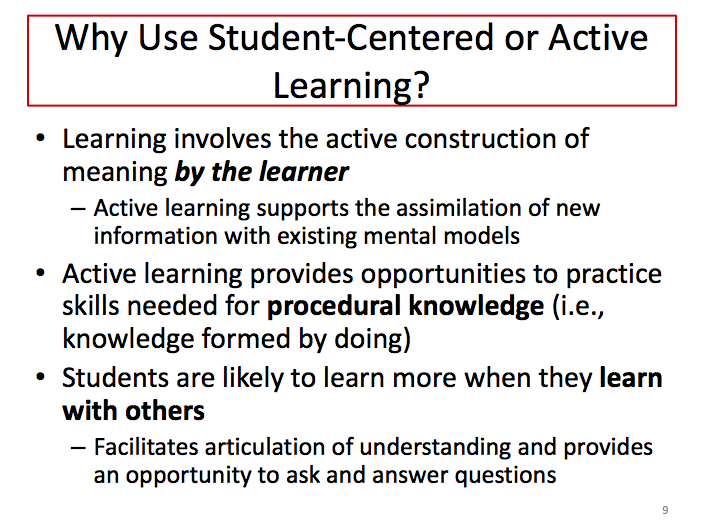 Why Use Student-Centered or Active
Learning?
• Learning involves the active construction of
meaning by the learner
– Active learning supports the assimilation of new
information with existing mental models
• Active learning provides opportunities to practice
skills needed for procedural knowledge (i.e.,
knowledge formed by doing)
• Students are likely to learn more when they learn
with others
– Facilitates articulation of understanding and provides
an opportunity to ask and answer questions
9